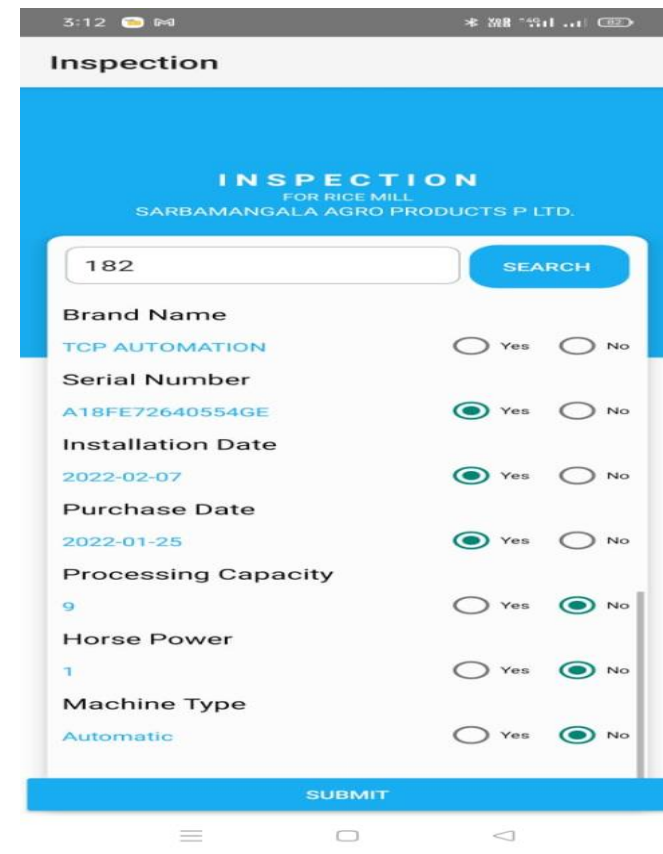 3:12
Inspection
INSPECTION
FOR RICE MILL
SARBAMANGALA AGRO PRODUCTS P LTD.
182 SEARCH
Brand Name
TCP AUTOMATION Yes No
Serial Number
A18FE72640554GE Yes No
Installation Date
2022-02-07 Yes No
Purchase Date
2022-01-25 Yes No
Processing Capacity
9 Yes No
Horse Power
1 Yes No
Machine Type
Automatic Yes No
SUBMIT